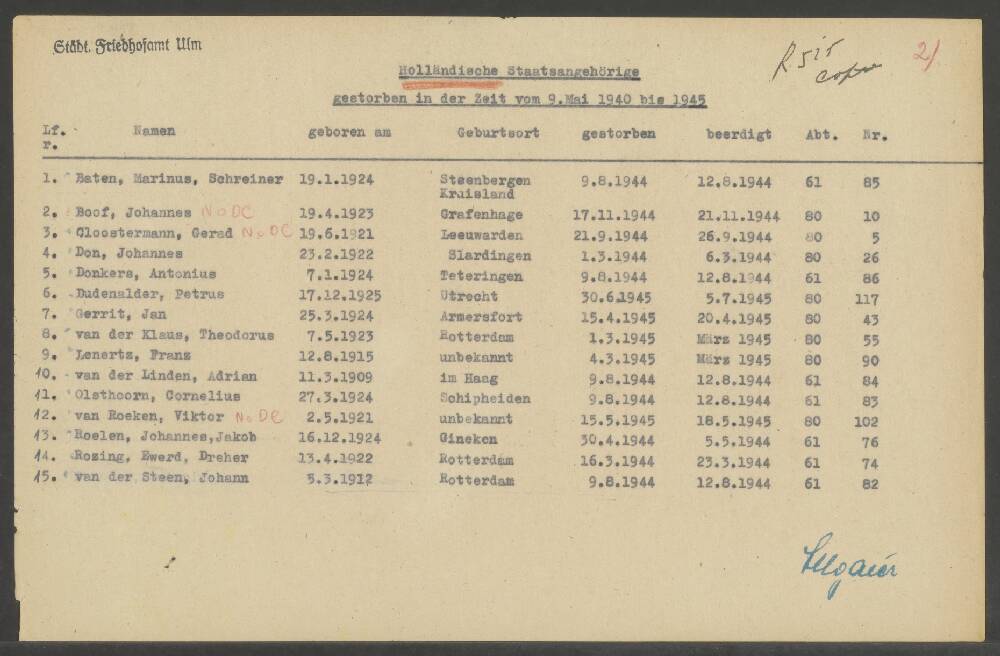 Städt. Friedhofsamt Ulm
R 515
2/
Holländische Staatsangehörige
gestorben in der Zeit vom 9.Mai 1940 bis 1945
Lf. Namen geboren am Geburtsort gestorben beerdigt Abt. Nr.
r.
1. Baten, Marinus, Schreiner 19.1.1924 Steenbergen 9.8.1944 12.8.1944 61 85
Kruisland
2. Boof, Johannes No DC 19.4.1923 Grafenhage 17.11.1944 21.11.1944 80 10
3. Cloostermann, Gerad No DC 19.6.1921 Leeuwarden 21.9.1944 26.9.1944 80 5
4. Don, Johannes 23.2.1922 Slardingen 1.3.1944 6.3.1944 80 26
5. Donkers, Antonius 7.1.1924 Teteringen 9.8.1944 12.8.1944 61 86
6. Dudenalder, Petrus 17.12.1925 Utrecht 30.6.1945 5.7.1945 80 117
7. Gerrit, Jan 25.3.1924 Armersfort 15.4.1945 20.4.1945 80 43
8. van der Klaus, Theodorus 7.5.1923 Rotterdam 1.3.1945 März 1945 80 55
9. Lenertz, Franz 12.8.1915 unbekannt 4.3.1945 März 1945 80 90
10. van der Linden, Adrian 11.3.1909 im Haag 9.8.1944 12.8.1944 61 84
11. Olsthoorn, Cornelius 27.3.1924 Schipheiden 9.8.1944 12.8.1944 61 83
12. van Roeken, Viktor No DC 2.5.1921 unbekannt 15.5.1945 18.5.1945 80 102
13. Roelen, Johannes,Jakob 16.12.1924 Gineken 30.4.1944 5.5.1944 61 76
14. Rozing, Ewerd, Dreher 13.4.1922 Rotterdam 16.3.1944 23.3.1944 61 74
15. van der Steen, Johann 5.3.1912 Rotterdam 9.8.1944 12.8.1944 61 82